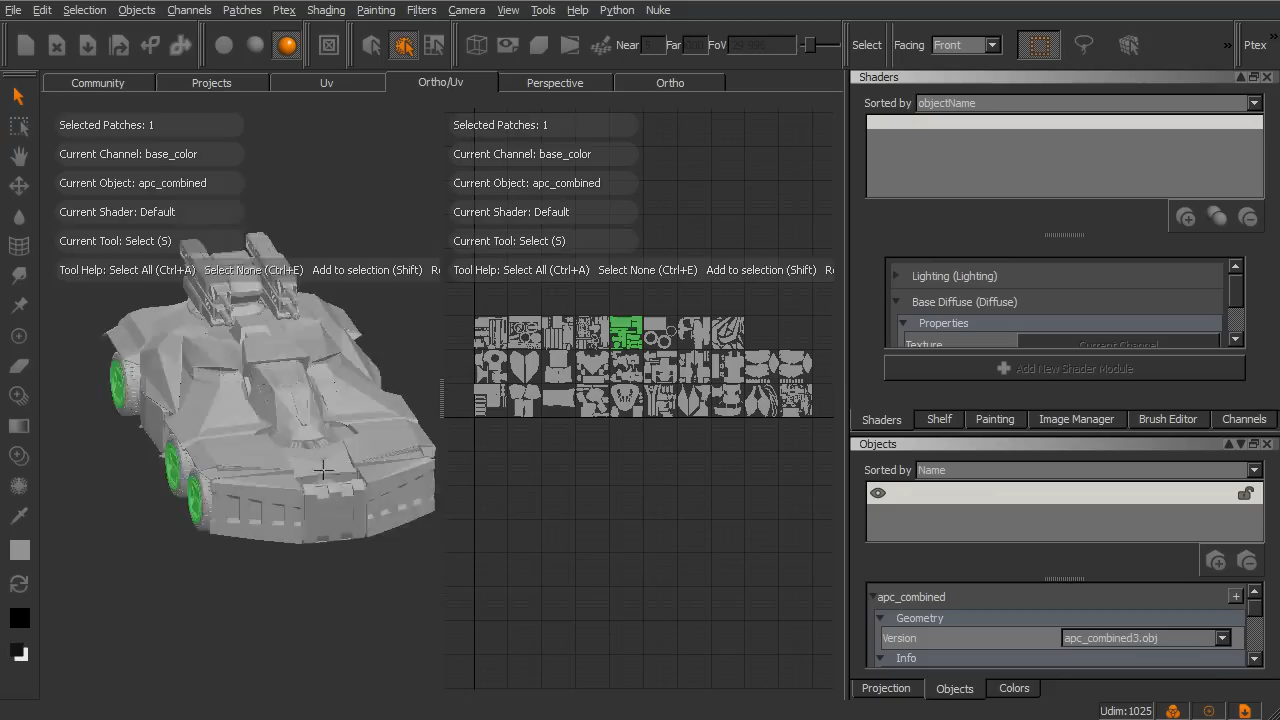 File Edit Selection Objects Channels Patches Ptex Shading Painting Filters Camera View Tools Help Python Nuke
Near Far FoV 29.996 Select Facing Front Ptex
Community Projects Uv Ortho/Uv Perspective Ortho
Selected Patches: 1
Current Channel: base_color
Current Object: apc_combined
Current Shader: Default
Current Tool: Select (S)
Tool Help: Select All (Ctrl+A) Select None (Ctrl+E) Add to selection (Shift) Re
Selected Patches: 1
Current Channel: base_color
Current Object: apc_combined
Current Shader: Default
Current Tool: Select (S)
Tool Help: Select All (Ctrl+A) Select None (Ctrl+E) Add to selection (Shift) Re
Shaders
Sorted by objectName
Lighting (Lighting)
Base Diffuse (Diffuse)
Properties
Texture Current Channel
Add New Shader Module
Shaders Shelf Painting Image Manager Brush Editor Channels
Objects
Sorted by Name
apc_combined
Geometry
Version apc_combined3.obj
Info
Projection Objects Colors
Udim:1025